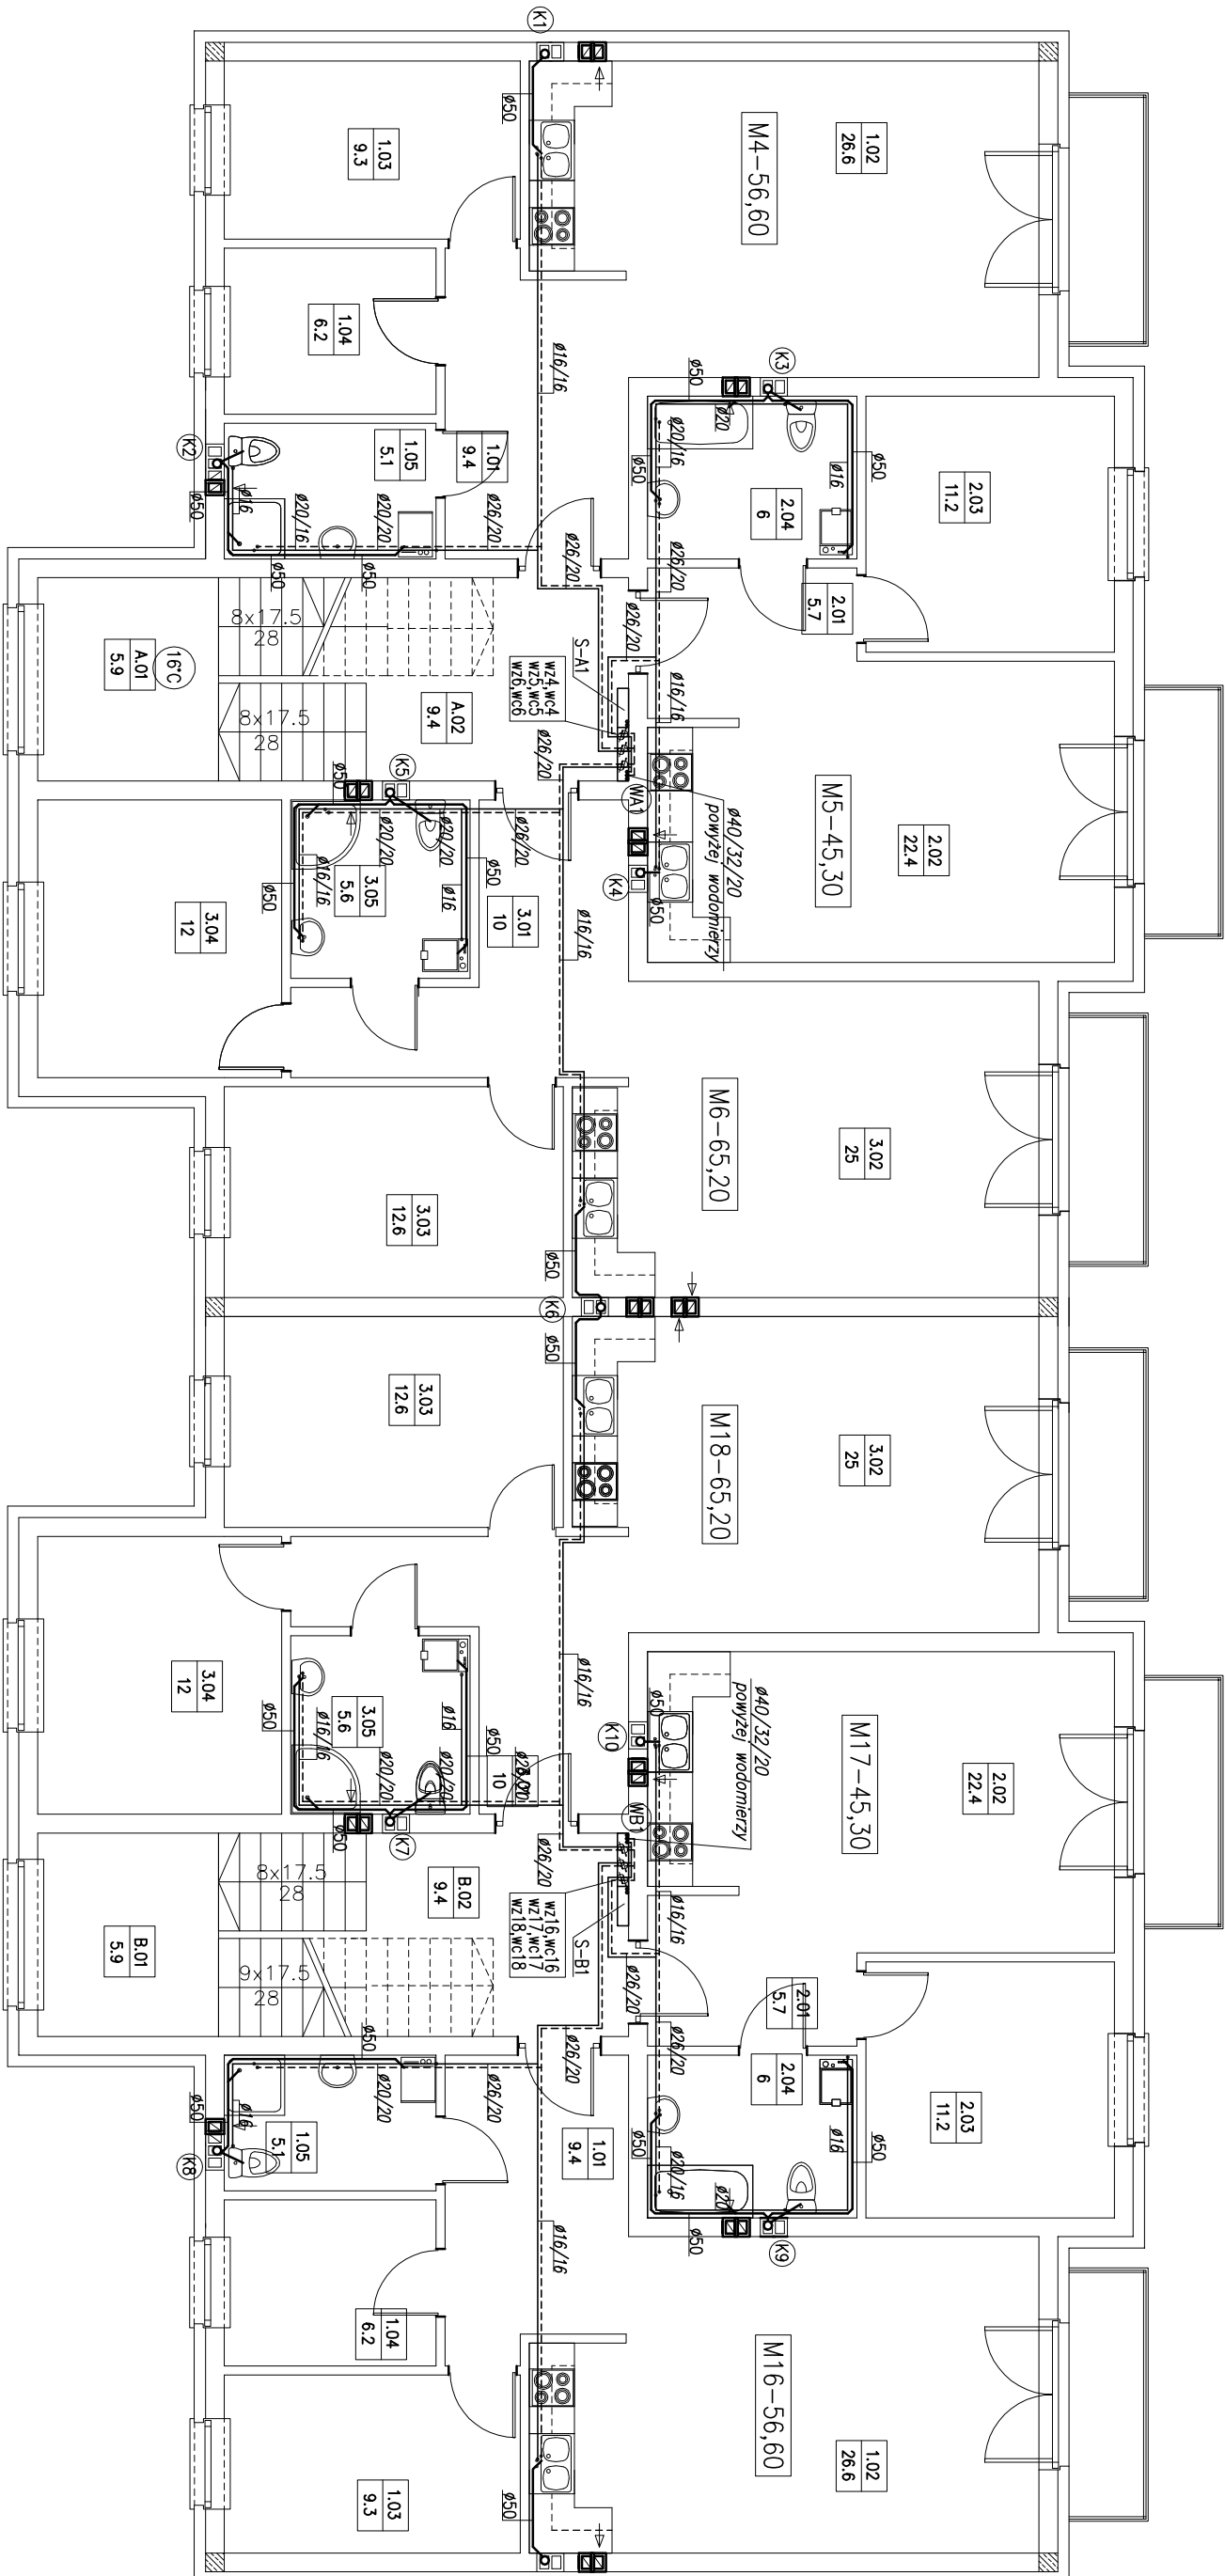 K1
ø50
1.03
9.3
M4-56,60
1.02
26.6
1.04
6.2
ø16/16
K3
ø50
ø20
ø20/16
ø16
ø50
ø50
K2
1.05
5.1
1.01
9.4
ø50
ø16
ø20/16
ø20/20
ø26/20
2.04
6
2.03
11.2
ø50
ø50
ø26/20
ø26/20
2.01
5.7
8x17.5
28
ø26/20
16°C
A.01
5.9
S-A1
wz4,wc4
wz5,wc5
wz6,wc6
ø16/16
A.02
9.4
8x17.5
28
ø26/20
ø50
K5
WA1
ø40/32/20
powyżej wodomierzy
M5-45,30
2.02
22.4
ø20/20
ø20/20
ø26/20
K4
ø50
ø16/16
3.05
5.6
ø16
ø50
ø50
3.04
12
3.01
10
ø16/16
M6-65,20
3.02
25
3.03
12.6
ø50
K6
ø50
3.03
12.6
M18-65,20
3.02
25
ø16/16
3.04
12
ø50
3.05
5.6
ø16/16
ø16
ø50
ø20/20
ø20/20
10
ø50
K10
ø40/32/20
powyżej wodomierzy
M17-45,30
2.02
22.4
ø50
K7
WB1
ø26/20
8x17.5
28
B.02
9.4
wz16,wc16
wz17,wc17
wz18,wc18
S-B1
ø16/16
B.01
5.9
9x17.5
28
ø26/20
2.01
5.7
ø50
ø26/20
ø26/20
2.04
6
2.03
11.2
ø50
ø16
ø20/20
ø26/20
ø50
ø16
ø50
K8
1.05
5.1
1.01
9.4
ø20/16
ø20
ø50
K9
ø16/16
1.04
6.2
M16-56,60
1.02
26.6
1.03
9.3
ø50